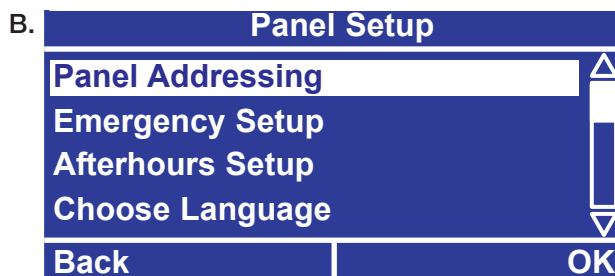 B.
Panel Setup
Panel Addressing
Emergency Setup
Afterhours Setup
Choose Language
Back OK